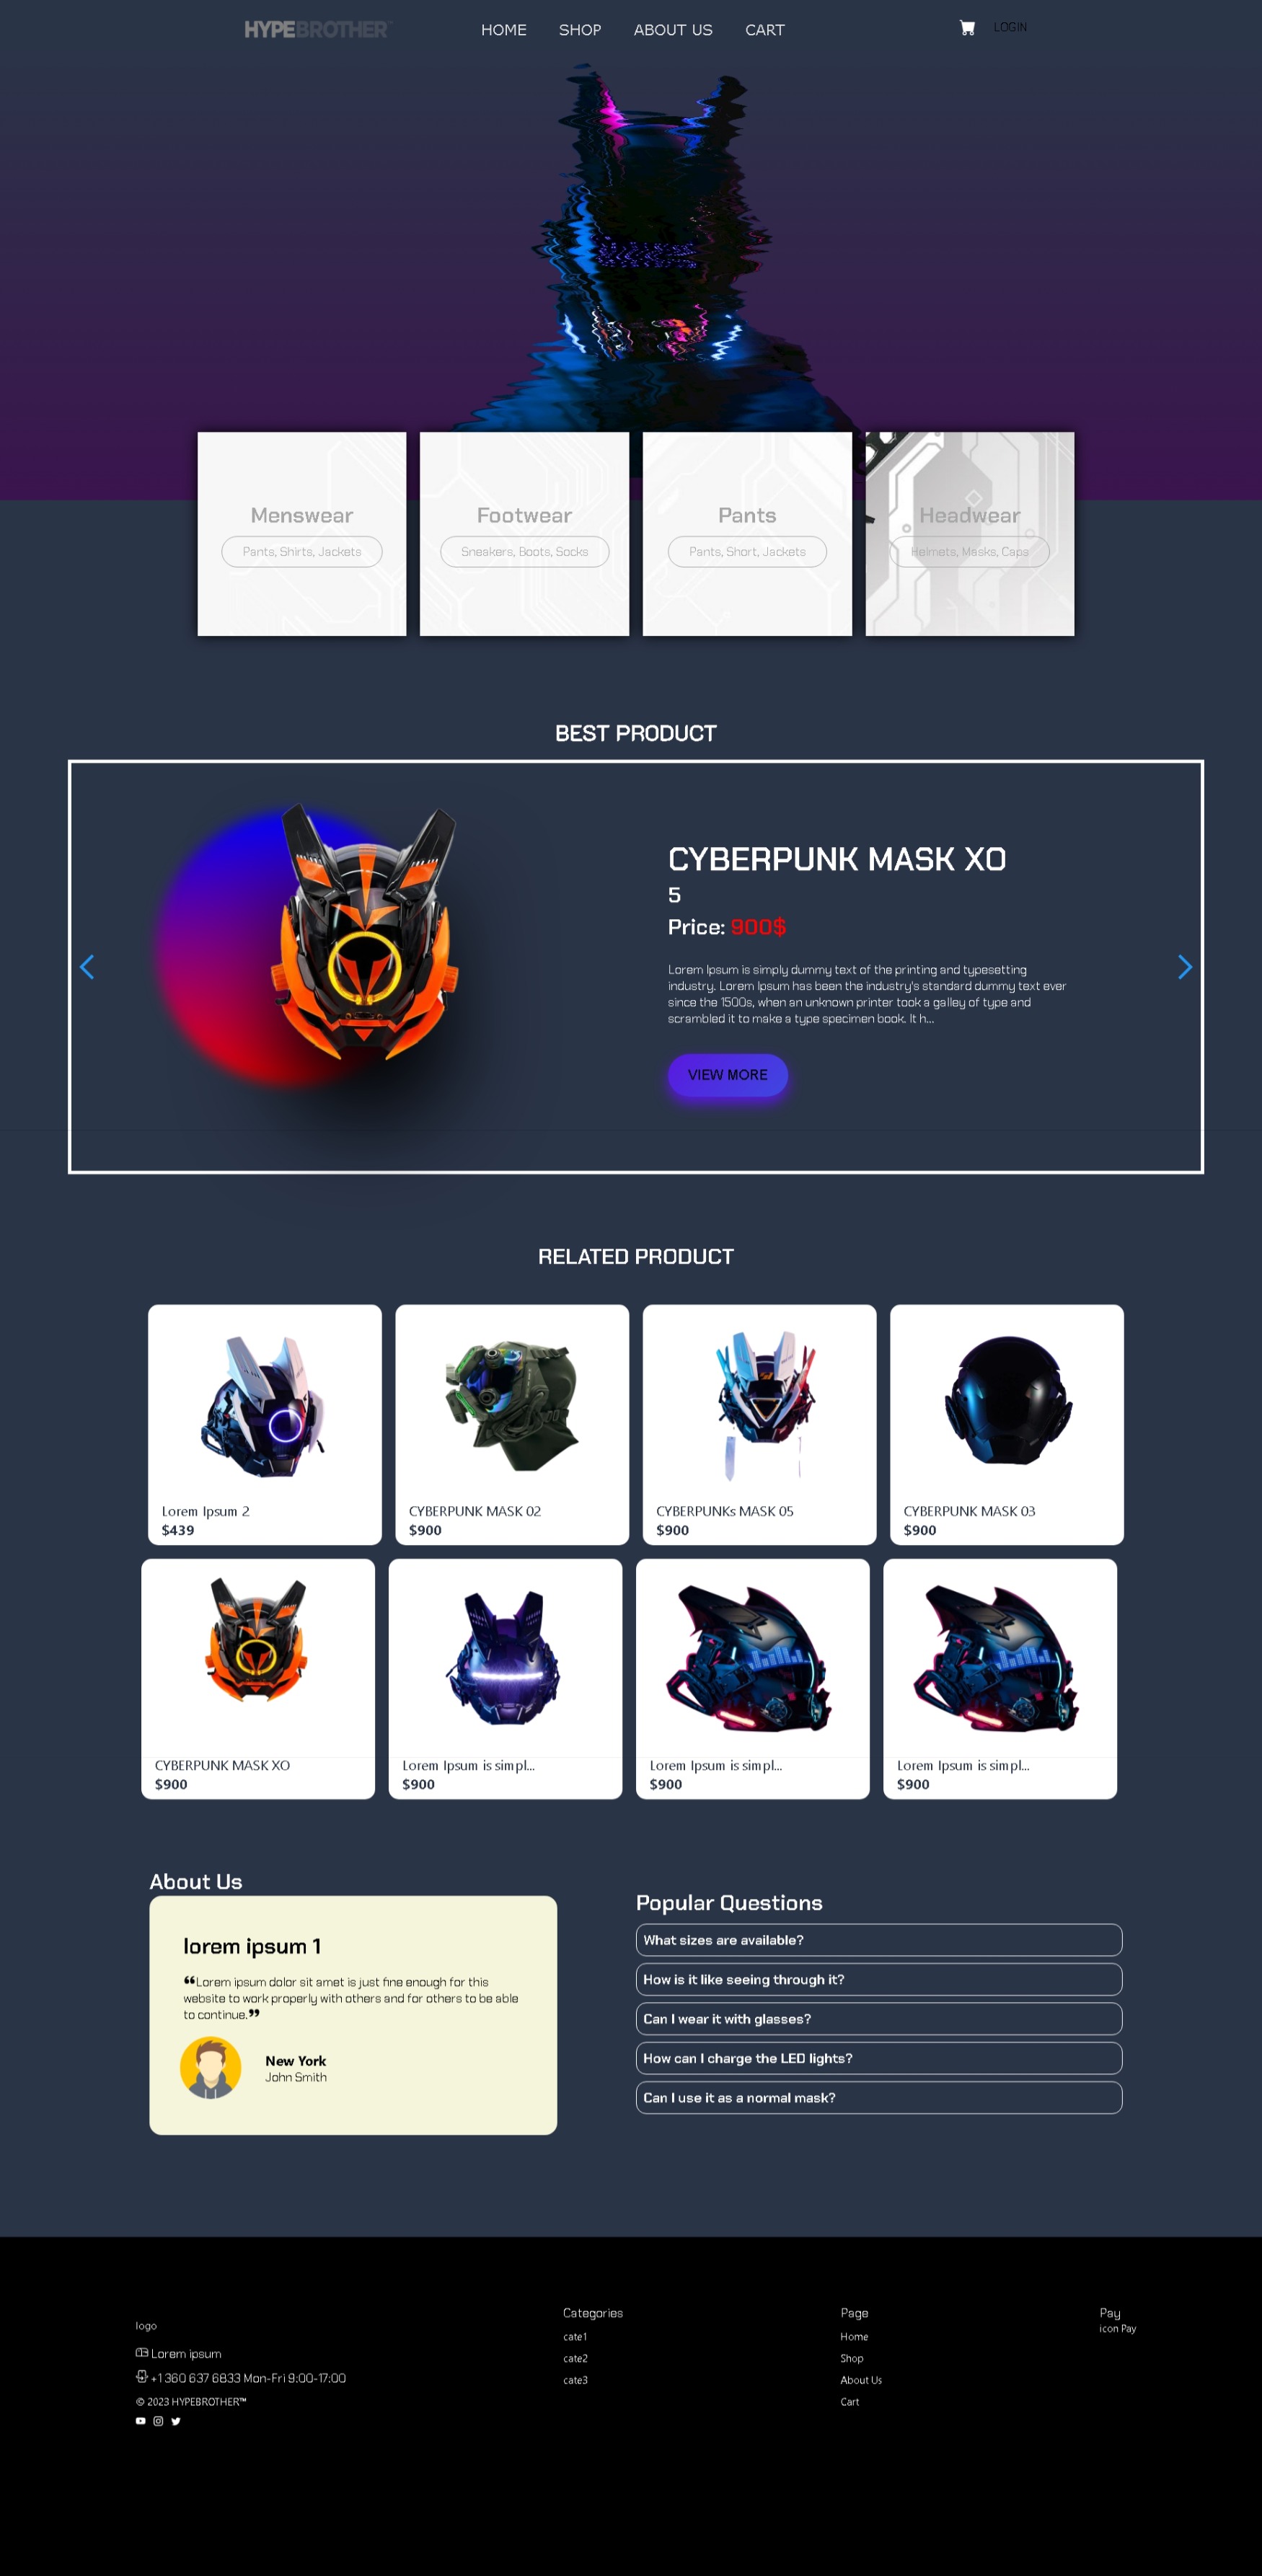 HYPEBROTHER™
HOME SHOP ABOUT US CART
LOGIN
Menswear
Pants, Shirts, Jackets
Footwear
Sneakers, Boots, Socks
Pants
Pants, Short, Jackets
Headwear
Helmets, Masks, Caps
BEST PRODUCT
CYBERPUNK MASK XO
5
Price: 900$
Lorem Ipsum is simply dummy text of the printing and typesetting
industry. Lorem Ipsum has been the industry's standard dummy text ever
since the 1500s, when an unknown printer took a galley of type and
scrambled it to make a type specimen book. It h...
VIEW MORE
RELATED PRODUCT
Lorem Ipsum 2
$439
CYBERPUNK MASK 02
$900
CYBERPUNKs MASK 05
$900
CYBERPUNK MASK 03
$900
CYBERPUNK MASK XO
$900
Lorem Ipsum is simpl...
$900
Lorem Ipsum is simpl...
$900
Lorem Ipsum is simpl...
$900
About Us
lorem ipsum 1
❝Lorem ipsum dolor sit amet is just fine enough for this
website to work properly with others and for others to be able
to continue.❞
New York
John Smith
Popular Questions
What sizes are available?
How is it like seeing through it?
Can I wear it with glasses?
How can I charge the LED lights?
Can I use it as a normal mask?
logo
Lorem ipsum
+1 360 637 6833 Mon-Fri 9:00-17:00
© 2023 HYPEBROTHER™
Categories
cate1
cate2
cate3
Page
Home
Shop
About Us
Cart
Pay
icon Pay